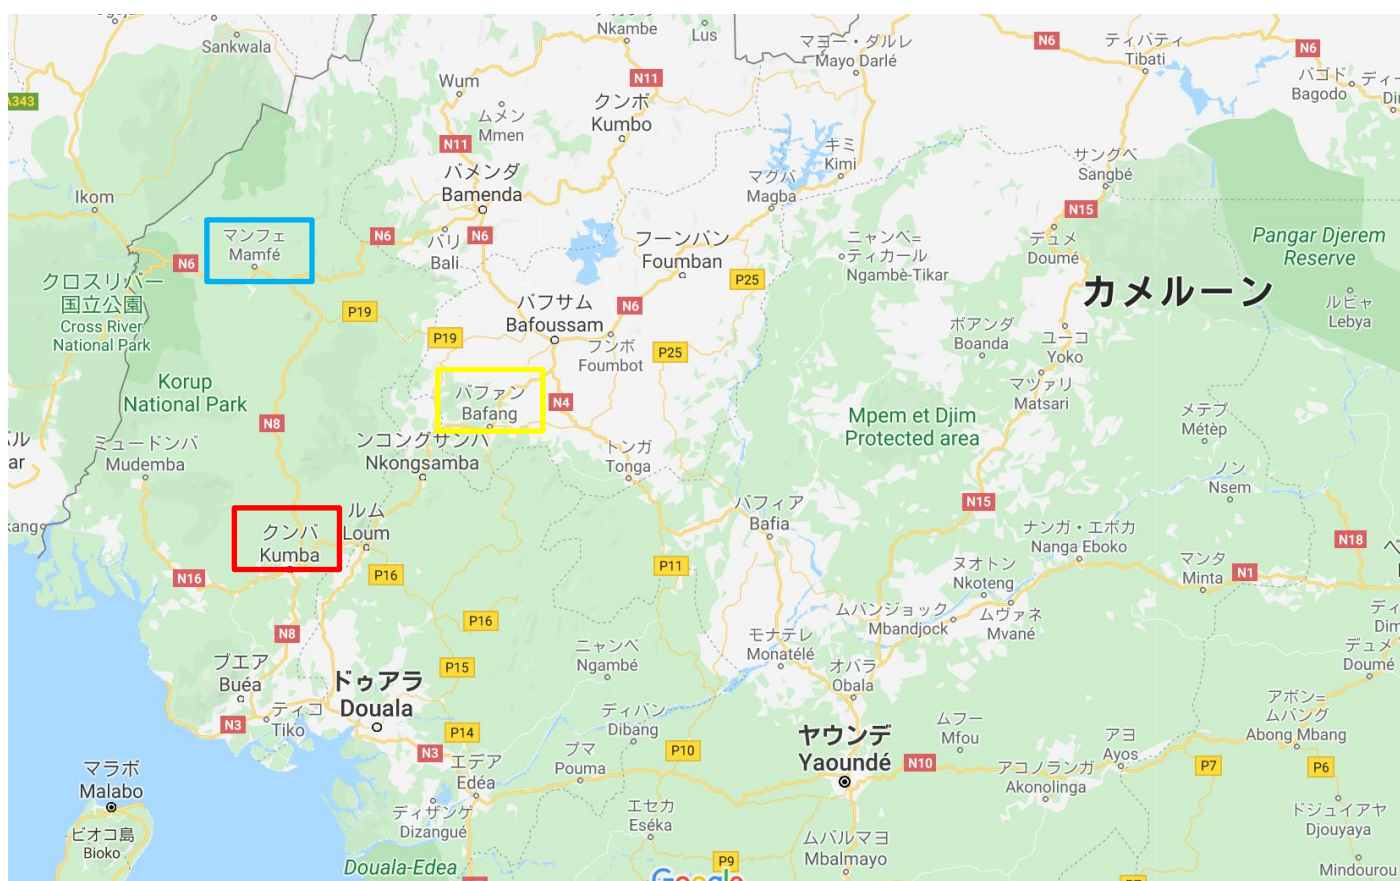 Sankwala
Nkambe
Lus
マヨー・ダルレ
Mayo Darlé
N6
ティバティ
Tibati
N6
バゴド
Bagodo
A343
Wum
N11
クンボ
Kumbo
ムメン
Mmen
N11
バメンダ
Bamenda
キミ
Kimi
マグバ
Magba
サングベ
Sangbé
Ikom
マンフェ
Mamfé
N6
N6
バリ
Bali
N6
フーンバン
Foumban
P25
ニャンベ=
ティカール
Ngambè-Tikar
N15
デュメ
Doumé
Pangar Djerem
Reserve
カメルーン
クロスリバー
国立公園
Cross River
National Park
P19
P19
バフサム
Bafoussam
N6
フンボ
Foumbot
P25
ボアンダ
Boanda
ユーコ
Yoko
ルビャ
Lebya
Korup
National Park
バファン
Bafang
N4
マツァリ
Matsari
Mpem et Djim
Protected area
メテプ
Métèp
N8
ミュードンバ
Mudemba
ンコングサンバ
Nkongsamba
トンガ
Tonga
ノン
Nsem
クンバ
Kumba
ルム
Loum
バフィア
Bafia
N15
ナンガ・エボカ
Nanga Eboko
N18
N16
P16
P11
ヌオトン
Nkoteng
マンタ
Minta
N1
N8
P16
ムバンジョック
Mbandjock
ムヴァネ
Mvané
ブエア
Buéa
ドゥアラ
Douala
P15
ニャンベ
Ngambé
モナテレ
Monatélé
オバラ
Obala
デュメ
Doumé
N3
ティコ
Tiko
N3
P14
ディバン
Dibang
ヤウンデ
Yaoundé
ムフー
Mfou
アボン=
ムバング
Abong Mbang
マラボ
Malabo
エデア
Edéa
プマ
Pouma
P10
N10
アコノランガ
Akonolinga
アヨ
Ayos
P7
P6
ビオコ島
Bioko
ディザンゲ
Dizangué
エセカ
Eséka
ムバルマヨ
Mbalmayo
ドジュイアヤ
Djouyaya
Douala-Edea
P9
Google
Mindourou